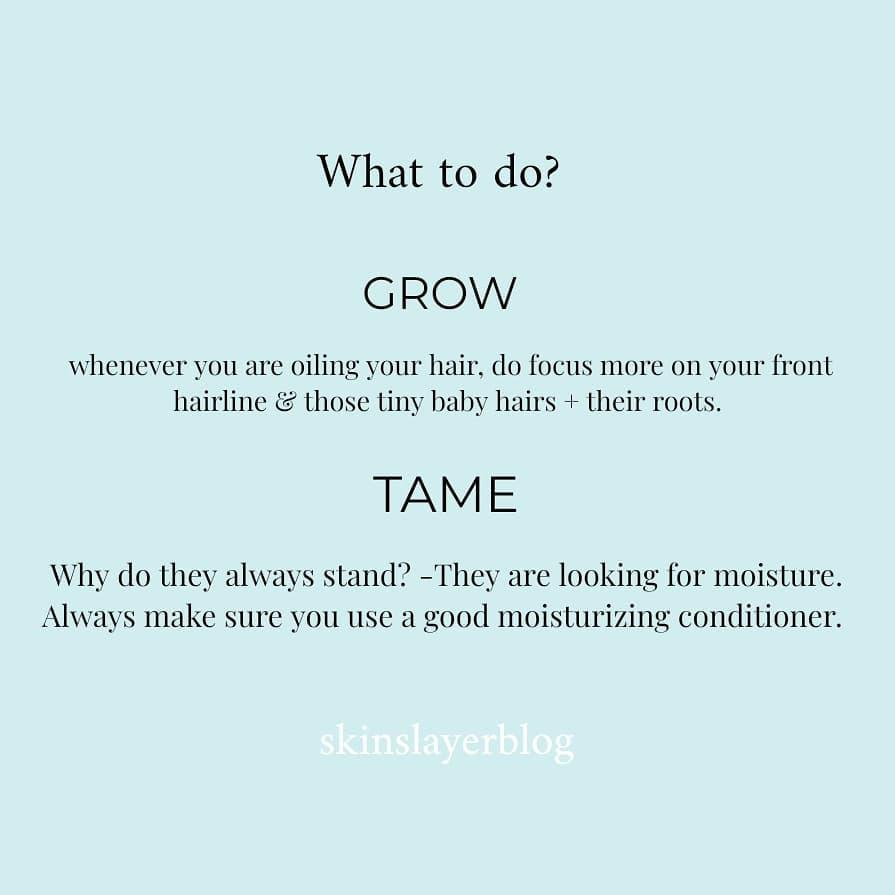 What to do?
GROW
whenever you are oiling your hair, do focus more on your front
hairline & those tiny baby hairs + their roots.
TAME
Why do they always stand? -They are looking for moisture.
Always make sure you use a good moisturizing conditioner.
skinslayerblog